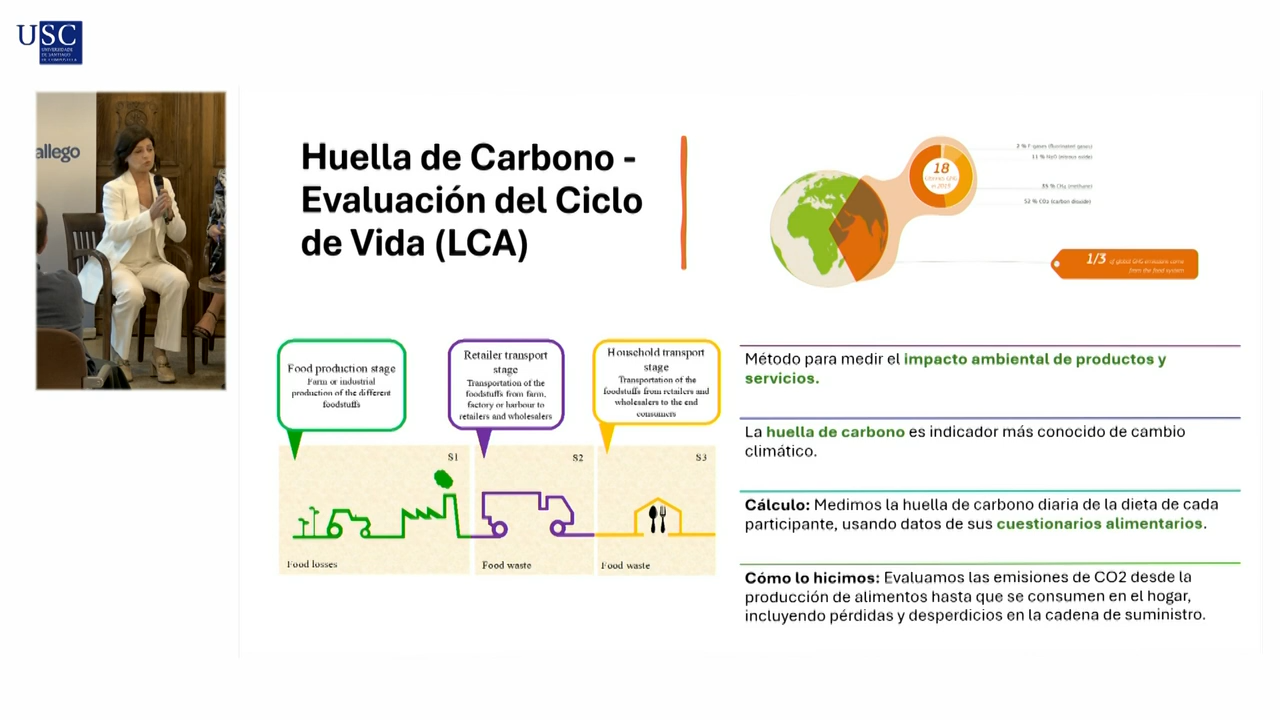 USC
UNIVERSIDADE
DE SANTIAGO
DE COMPOSTELA
allego
Huella de Carbono -
Evaluación del Ciclo
de Vida (LCA)
18
in 2015
2 % F-gases (fluorinated gases)
11 % N₂O (nitrous oxide)
35 % CH₄ (methane)
52 % CO₂ (carbon dioxide)
1/3 of global GHG emissions come
from the food system
Food production stage
Farm or industrial
production of the different
foodstuffs
Retailer transport
stage
Transportation of the
foodstuffs from farm,
factory or harbour to
retailers and wholesalers
Household transport
stage
Transportation of the
foodstuffs from retailers and
wholesalers to the end
consumers
S1
S2
S3
Food losses
Food waste
Food waste
Método para medir el impacto ambiental de productos y
servicios.
La huella de carbono es indicador más conocido de cambio
climático.
Cálculo: Medimos la huella de carbono diaria de la dieta de cada
participante, usando datos de sus cuestionarios alimentarios.
Cómo lo hicimos: Evaluamos las emisiones de CO2 desde la
producción de alimentos hasta que se consumen en el hogar,
incluyendo pérdidas y desperdicios en la cadena de suministro.